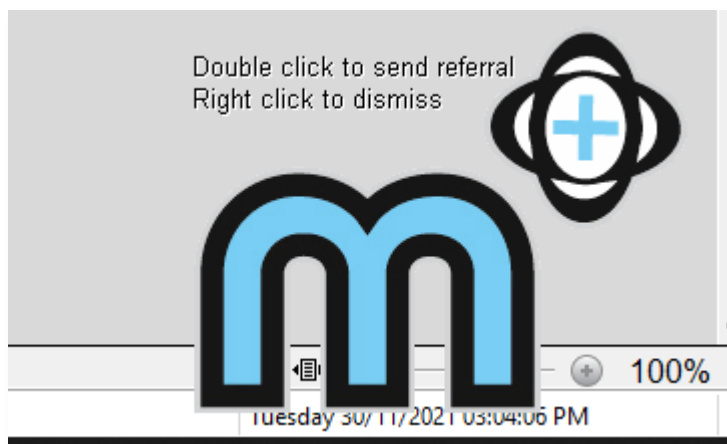 Double click to send referral
Right click to dismiss
m
100%
Tuesday 30/11/2021 03:04:06 PM